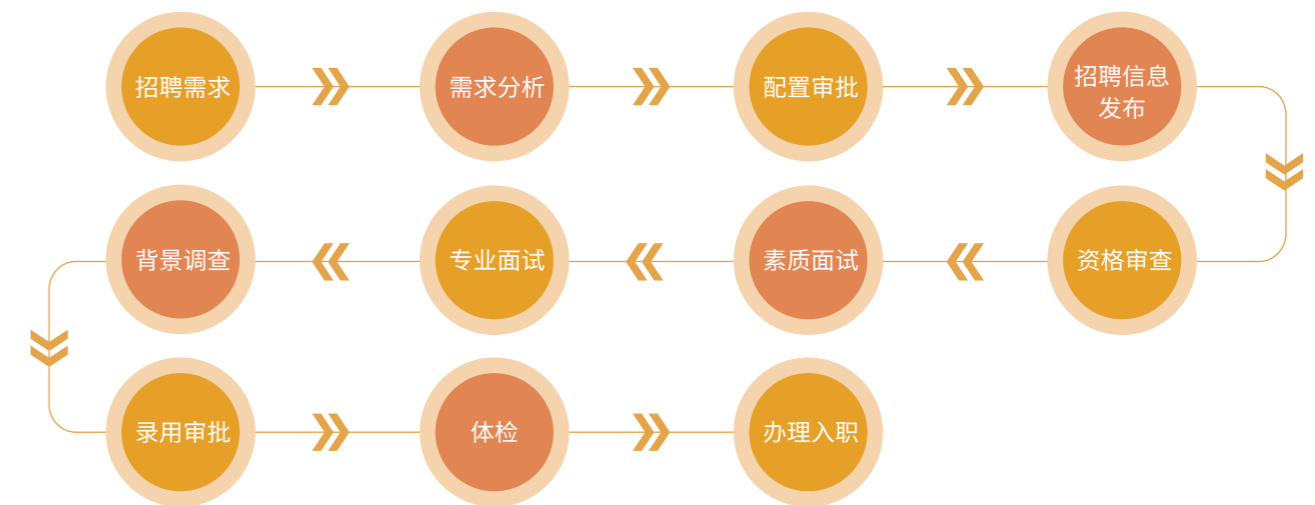 招聘需求
需求分析
配置审批
招聘信息
发布
资格审查
素质面试
专业面试
背景调查
录用审批
体检
办理入职